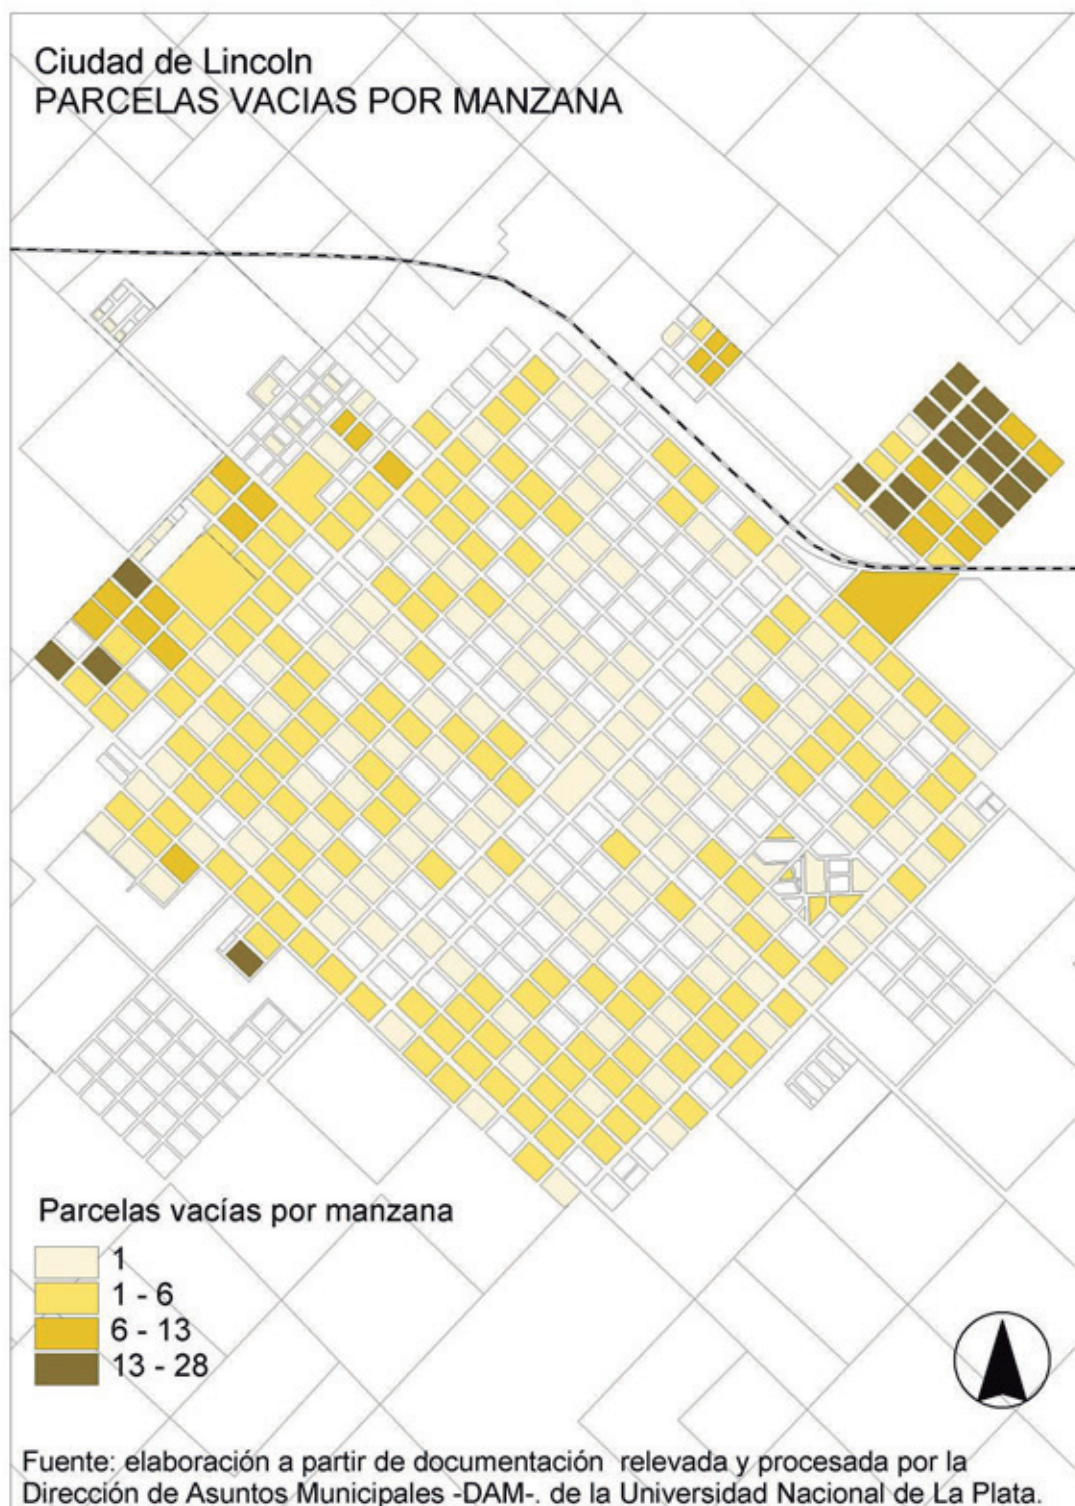 Ciudad de Lincoln
PARCELAS VACIAS POR MANZANA
Parcelas vacías por manzana
1
1 - 6
6 - 13
13 - 28
Fuente: elaboración a partir de documentación relevada y procesada por la
Dirección de Asuntos Municipales -DAM-. de la Universidad Nacional de La Plata.